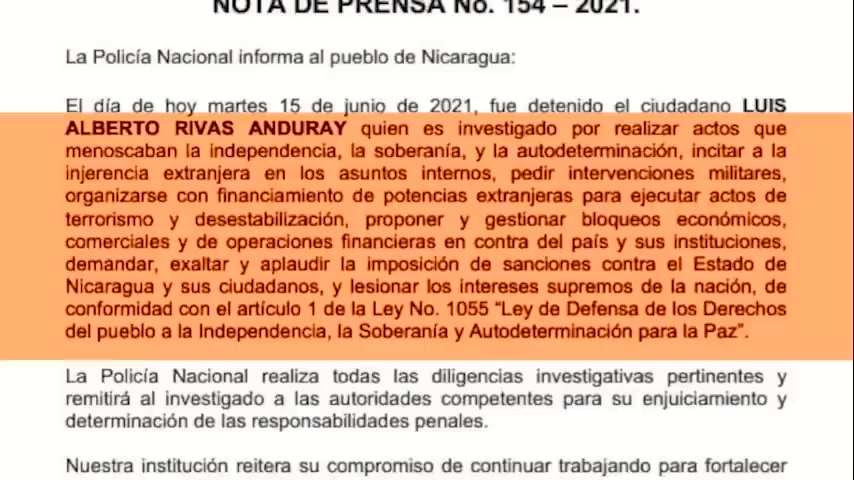 NOTA DE PRENSA No. 154 – 2021.
La Policía Nacional informa al pueblo de Nicaragua:
El día de hoy martes 15 de junio de 2021, fue detenido el ciudadano LUIS
ALBERTO RIVAS ANDURAY quien es investigado por realizar actos que
menoscaban la independencia, la soberanía, y la autodeterminación, incitar a la
injerencia extranjera en los asuntos internos, pedir intervenciones militares,
organizarse con financiamiento de potencias extranjeras para ejecutar actos de
terrorismo y desestabilización, proponer y gestionar bloqueos económicos,
comerciales y de operaciones financieras en contra del país y sus instituciones,
demandar, exaltar y aplaudir la imposición de sanciones contra el Estado de
Nicaragua y sus ciudadanos, y lesionar los intereses supremos de la nación, de
conformidad con el artículo 1 de la Ley No. 1055 “Ley de Defensa de los Derechos
del pueblo a la Independencia, la Soberanía y Autodeterminación para la Paz”.
La Policía Nacional realiza todas las diligencias investigativas pertinentes y
remitirá al investigado a las autoridades competentes para su enjuiciamiento y
determinación de las responsabilidades penales.
Nuestra institución reitera su compromiso de continuar trabajando para fortalecer